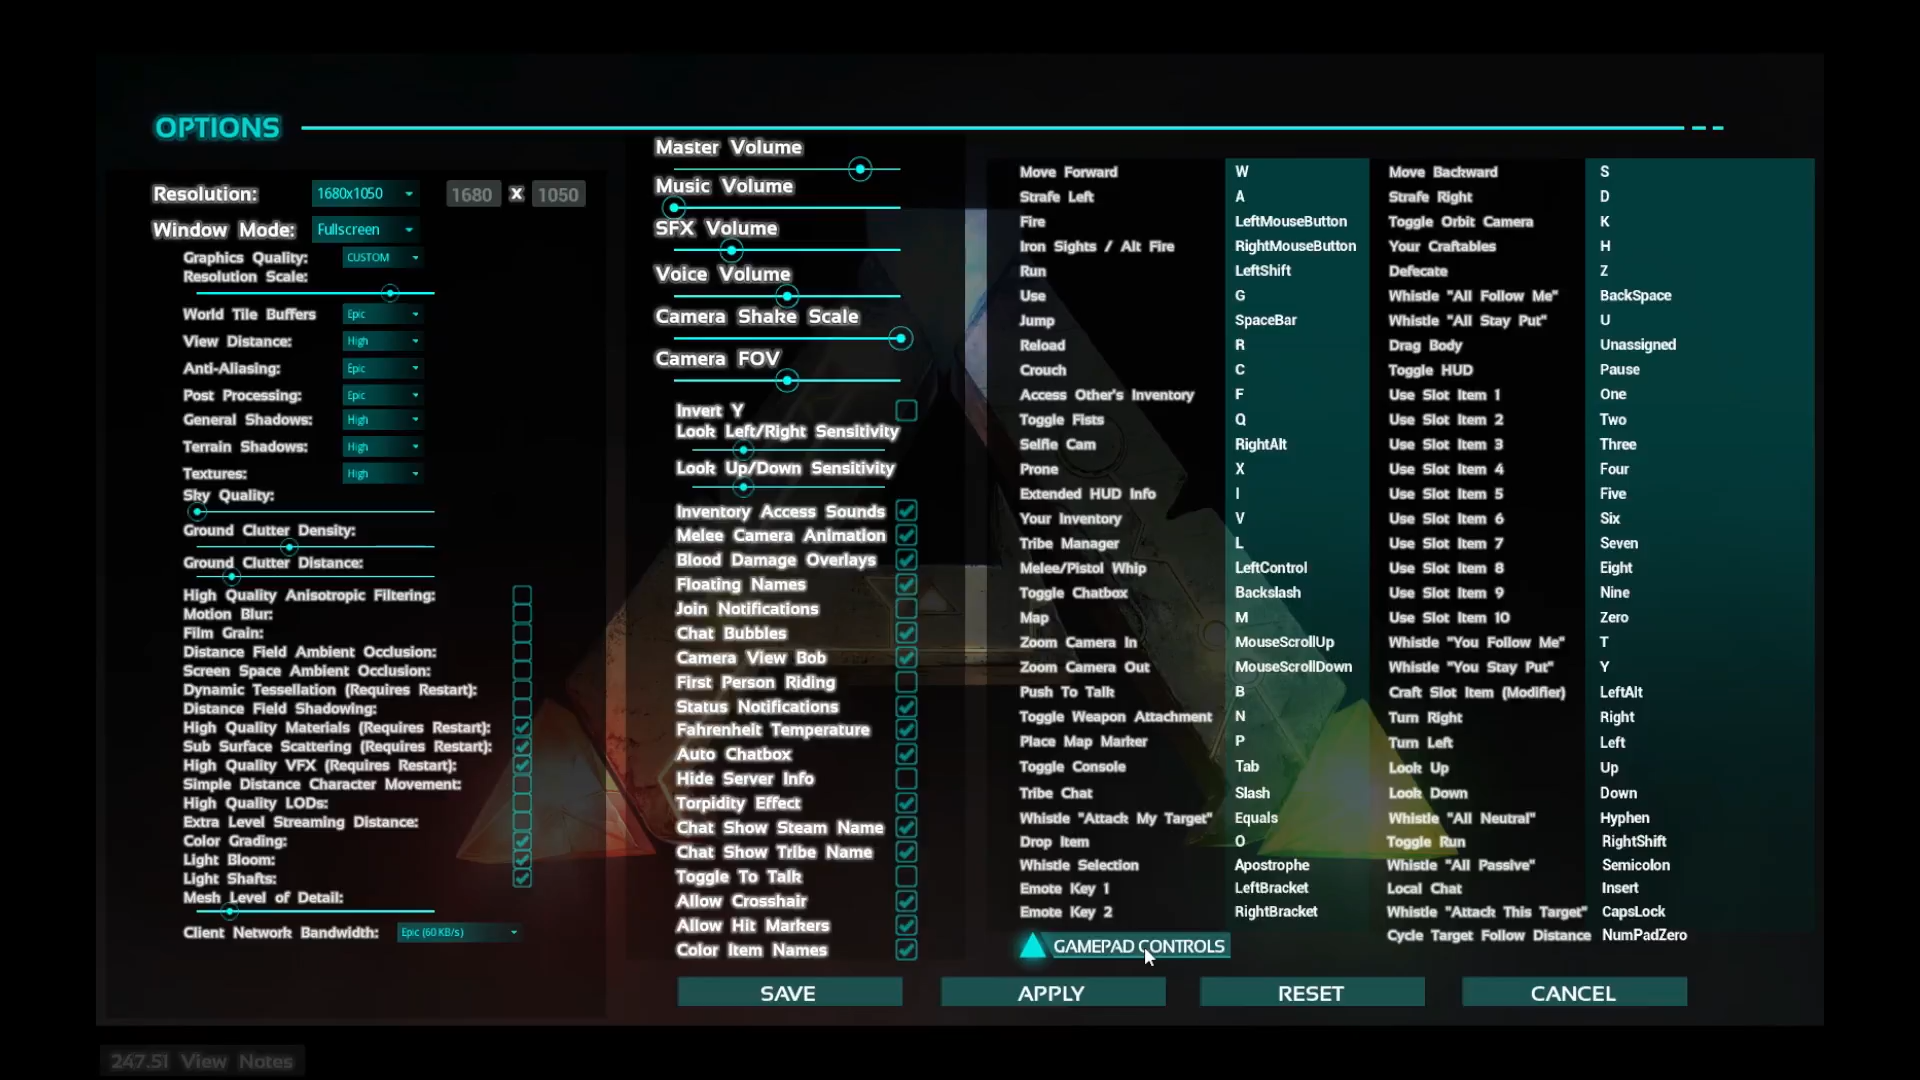 OPTIONS
Resolution: 1680x1050 1680 X 1050
Window Mode: Fullscreen
Graphics Quality: CUSTOM
Resolution Scale:
World Tile Buffers Epic
View Distance: High
Anti-Aliasing: Epic
Post Processing: Epic
General Shadows: High
Terrain Shadows: High
Textures: High
Sky Quality:
Ground Clutter Density:
Ground Clutter Distance:
High Quality Anisotropic Filtering:
Motion Blur:
Film Grain:
Distance Field Ambient Occlusion:
Screen Space Ambient Occlusion:
Dynamic Tessellation (Requires Restart):
Distance Field Shadowing:
High Quality Materials (Requires Restart):
Sub Surface Scattering (Requires Restart):
High Quality VFX (Requires Restart):
Simple Distance Character Movement:
High Quality LODs:
Extra Level Streaming Distance:
Color Grading:
Light Bloom:
Light Shafts:
Mesh Level of Detail:
Client Network Bandwidth: Epic (60 KB/s)
Master Volume
Music Volume
SFX Volume
Voice Volume
Camera Shake Scale
Camera FOV
Invert Y
Look Left/Right Sensitivity
Look Up/Down Sensitivity
Inventory Access Sounds
Melee Camera Animation
Blood Damage Overlays
Floating Names
Join Notifications
Chat Bubbles
Camera View Bob
First Person Riding
Status Notifications
Fahrenheit Temperature
Auto Chatbox
Hide Server Info
Torpidity Effect
Chat Show Steam Name
Chat Show Tribe Name
Toggle To Talk
Allow Crosshair
Allow Hit Markers
Color Item Names
Move Forward W
Strafe Left A
Fire LeftMouseButton
Iron Sights / Alt Fire RightMouseButton
Run LeftShift
Use G
Jump SpaceBar
Reload R
Crouch C
Access Other's Inventory F
Toggle Fists Q
Selfie Cam RightAlt
Prone X
Extended HUD Info I
Your Inventory V
Tribe Manager L
Melee/Pistol Whip LeftControl
Toggle Chatbox Backslash
Map M
Zoom Camera In MouseScrollUp
Zoom Camera Out MouseScrollDown
Push To Talk B
Toggle Weapon Attachment N
Place Map Marker P
Toggle Console Tab
Tribe Chat Slash
Whistle "Attack My Target" Equals
Drop Item O
Whistle Selection Apostrophe
Emote Key 1 LeftBracket
Emote Key 2 RightBracket
Move Backward S
Strafe Right D
Toggle Orbit Camera K
Your Craftables H
Defecate Z
Whistle "All Follow Me" BackSpace
Whistle "All Stay Put" U
Drag Body Unassigned
Toggle HUD Pause
Use Slot Item 1 One
Use Slot Item 2 Two
Use Slot Item 3 Three
Use Slot Item 4 Four
Use Slot Item 5 Five
Use Slot Item 6 Six
Use Slot Item 7 Seven
Use Slot Item 8 Eight
Use Slot Item 9 Nine
Use Slot Item 10 Zero
Whistle "You Follow Me" T
Whistle "You Stay Put" Y
Craft Slot Item (Modifier) LeftAlt
Turn Right Right
Turn Left Left
Look Up Up
Look Down Down
Whistle "All Neutral" Hyphen
Toggle Run RightShift
Whistle "All Passive" Semicolon
Local Chat Insert
Whistle "Attack This Target" CapsLock
Cycle Target Follow Distance NumPadZero
GAMEPAD CONTROLS
SAVE
APPLY
RESET
CANCEL
247.51 View Notes